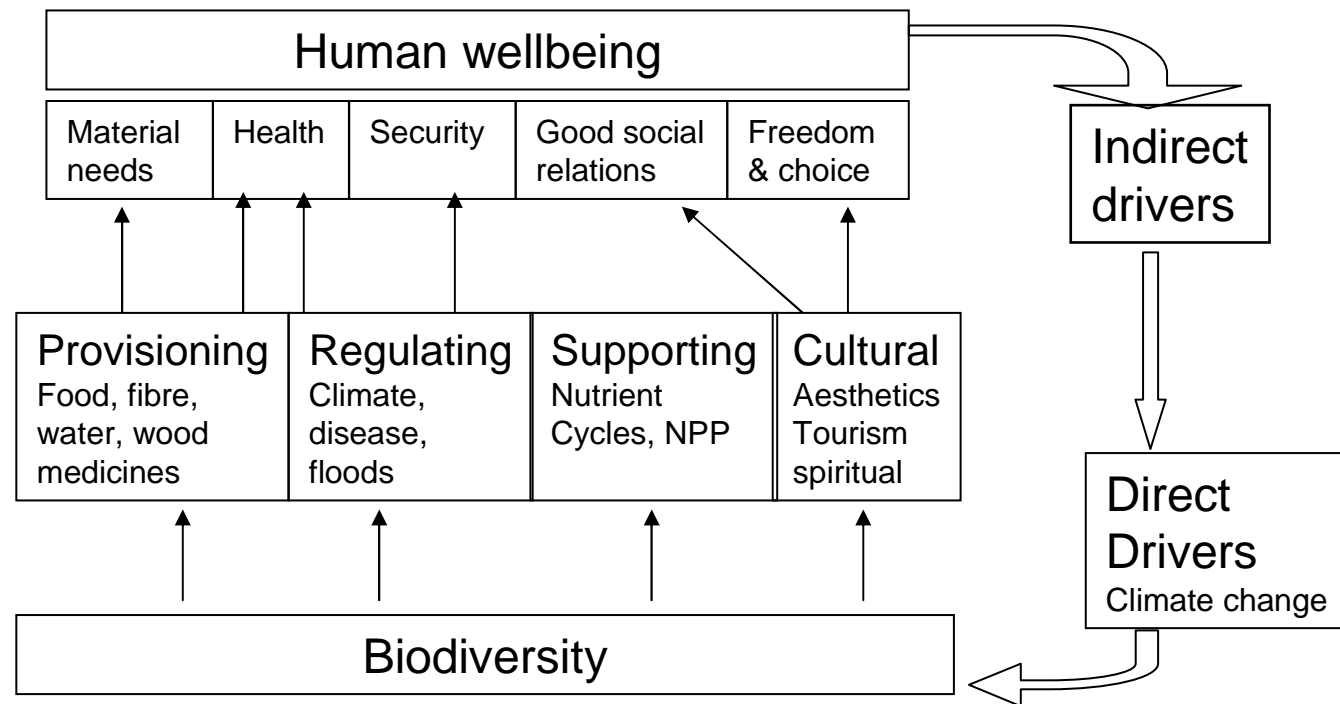 Human wellbeing
Material
needs
Health
Security
Good social
relations
Freedom
& choice
Indirect
drivers
Provisioning
Food, fibre,
water, wood
medicines
Regulating
Climate,
disease,
floods
Supporting
Nutrient
Cycles, NPP
Cultural
Aesthetics
Tourism
spiritual
Direct
Drivers
Climate change
Biodiversity